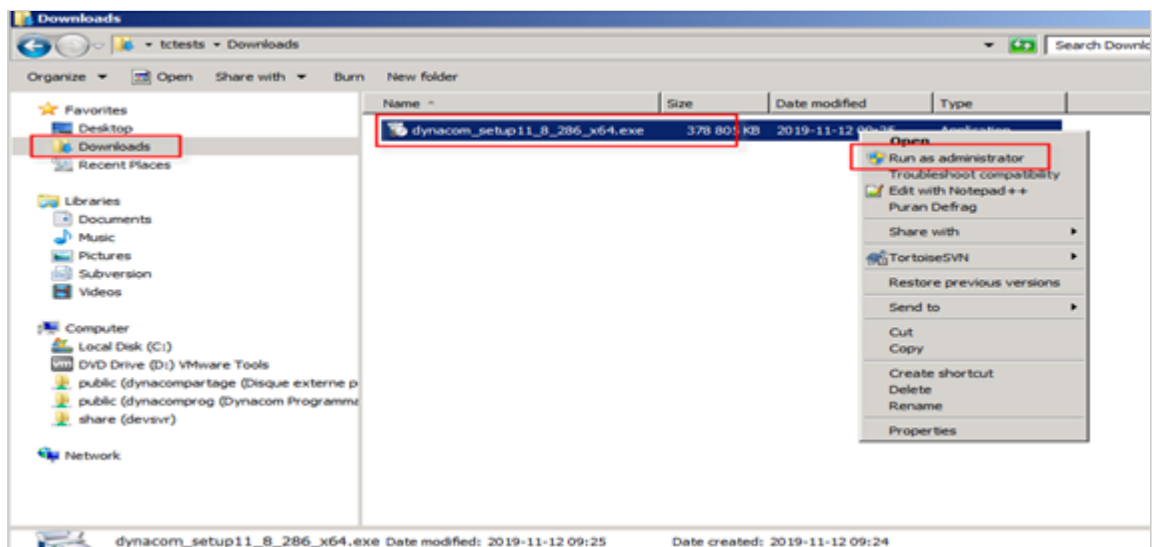 Downloads
tctests Downloads
Search Downlo
Organize Open Share with Burn New folder
Name Size Date modified Type
Favorites
Desktop
Downloads
Recent Places
Libraries
Documents
Music
Pictures
Subversion
Videos
Computer
Local Disk (C:)
DVD Drive (D:) VMware Tools
public (dynacompartage (Disque externe p
public (dynacomprog (Dynacom Programma
share (devsvr)
Network
dynacom_setup11_8_286_x64.exe 378 805 KB 2019-11-12 Application
Open
Run as administrator
Troubleshoot compatibility
Edit with Notepad++
Puran Defrag
Share with
TortoiseSVN
Restore previous versions
Send to
Cut
Copy
Create shortcut
Delete
Rename
Properties
dynacom_setup11_8_286_x64.exe Date modified: 2019-11-12 09:25 Date created: 2019-11-12 09:24